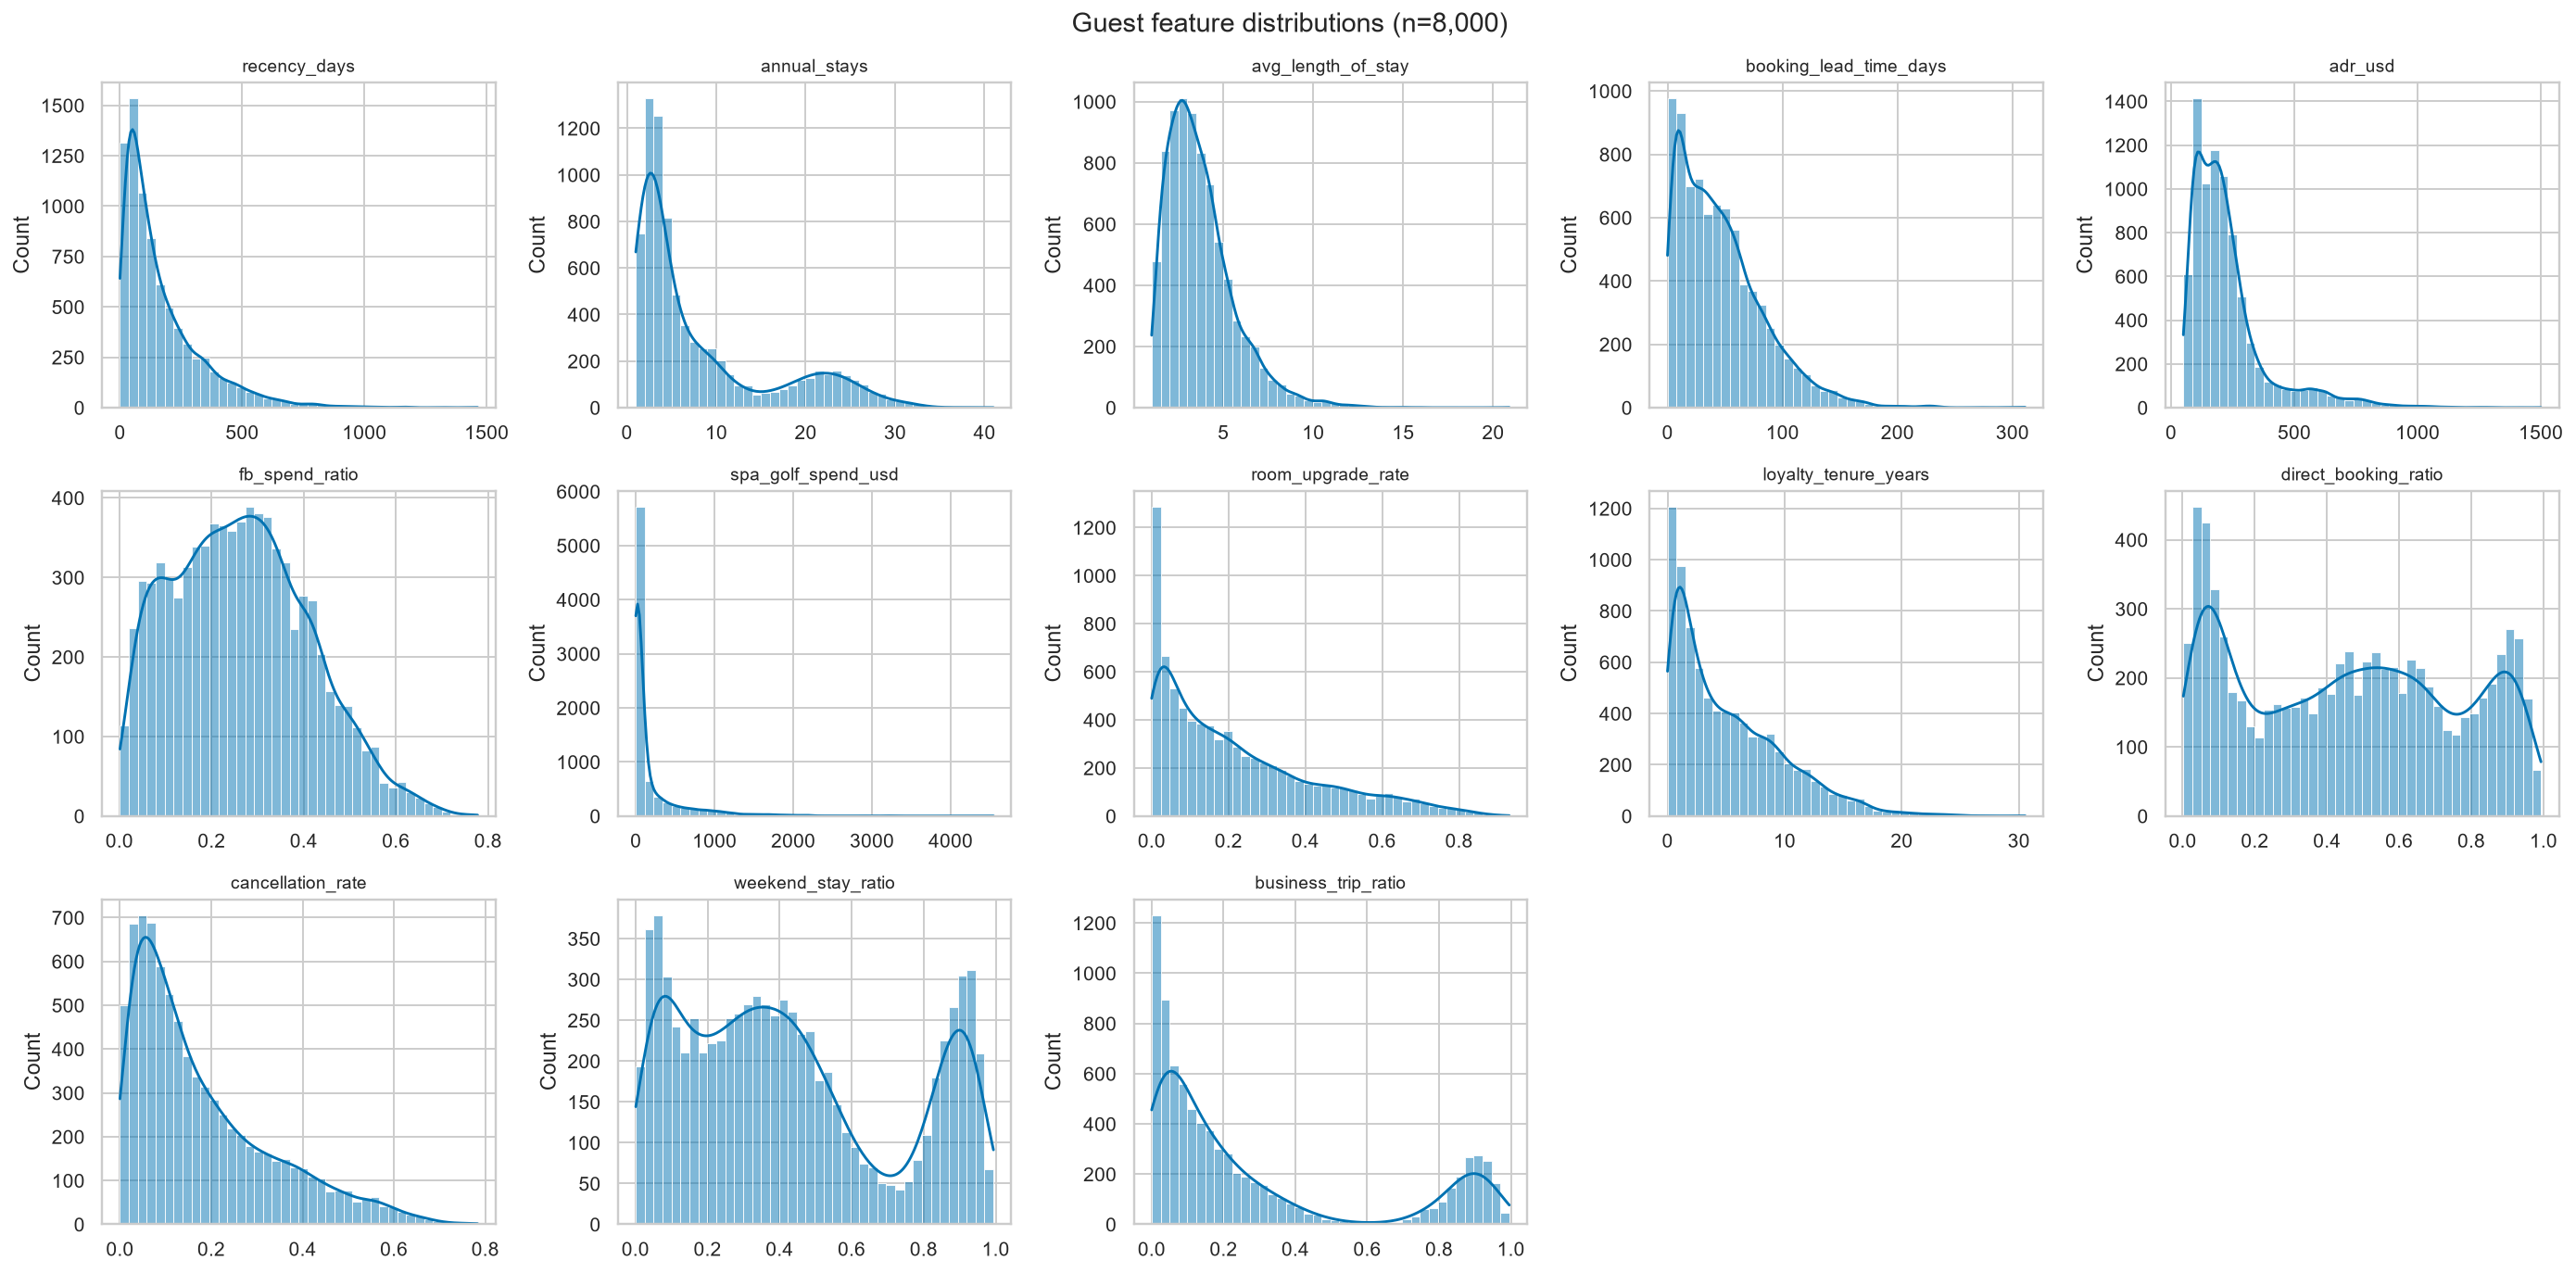 Guest feature distributions (n=8,000)
recency_days
Count
1500
1250
1000
750
500
250
0
0 500 1000 1500
annual_stays
Count
1200
1000
800
600
400
200
0
0 10 20 30 40
avg_length_of_stay
Count
1000
800
600
400
200
0
5 10 15 20
booking_lead_time_days
Count
1000
800
600
400
200
0
0 100 200 300
adr_usd
Count
1400
1200
1000
800
600
400
200
0
0 500 1000 1500
fb_spend_ratio
Count
400
300
200
100
0
0.0 0.2 0.4 0.6 0.8
spa_golf_spend_usd
Count
6000
5000
4000
3000
2000
1000
0
0 1000 2000 3000 4000
room_upgrade_rate
Count
1200
1000
800
600
400
200
0
0.0 0.2 0.4 0.6 0.8
loyalty_tenure_years
Count
1200
1000
800
600
400
200
0
0 10 20 30
direct_booking_ratio
Count
400
300
200
100
0
0.0 0.2 0.4 0.6 0.8 1.0
cancellation_rate
Count
700
600
500
400
300
200
100
0
0.0 0.2 0.4 0.6 0.8
weekend_stay_ratio
Count
350
300
250
200
150
100
50
0
0.0 0.2 0.4 0.6 0.8 1.0
business_trip_ratio
Count
1200
1000
800
600
400
200
0
0.0 0.2 0.4 0.6 0.8 1.0